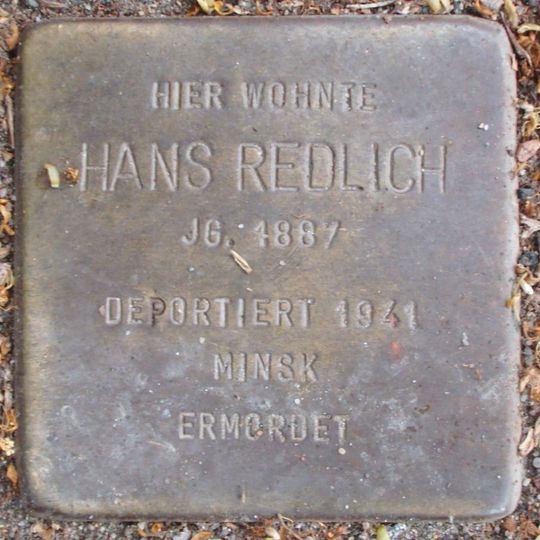 HIER WOHNTE
HANS REDLICH
JG. 1887
DEPORTIERT 1941
MINSK
ERMORDET